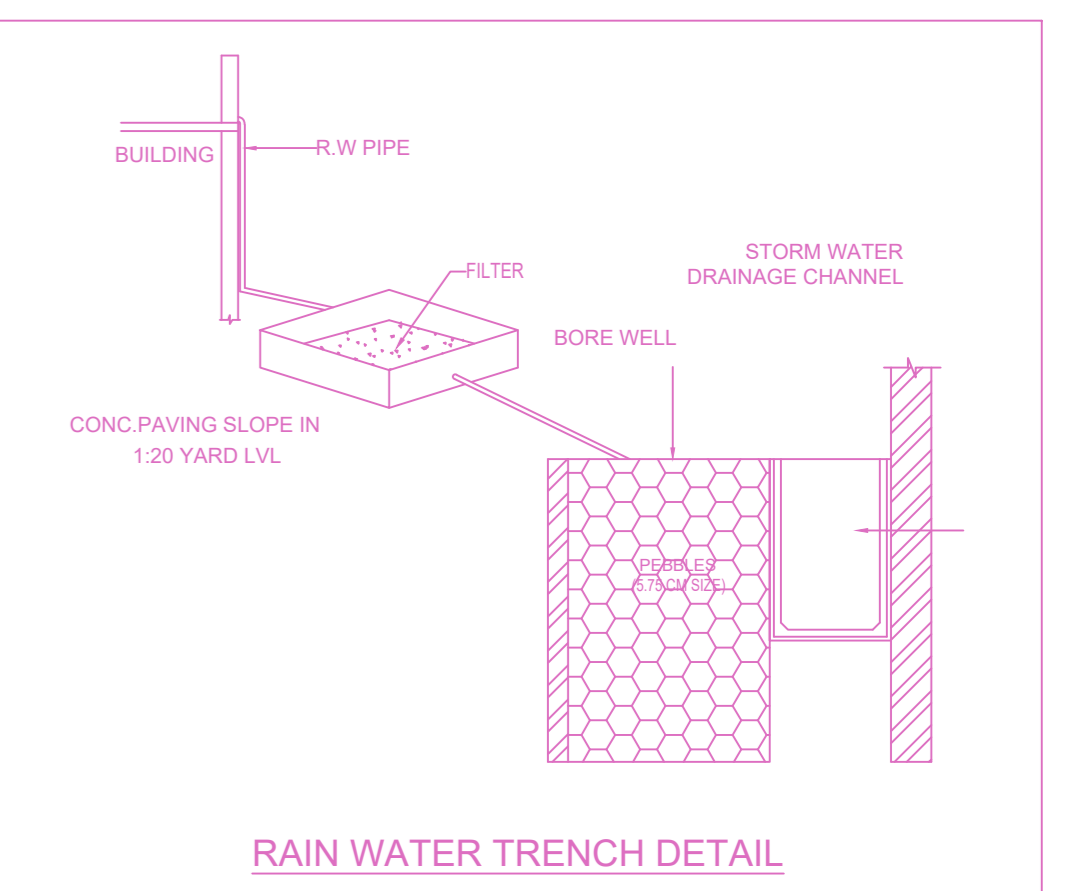 BUILDING
R.W PIPE
FILTER
STORM WATER
DRAINAGE CHANNEL
BORE WELL
CONC.PAVING SLOPE IN
1:20 YARD LVL
PEBBLES
(5.75 CM SIZE)
RAIN WATER TRENCH DETAIL